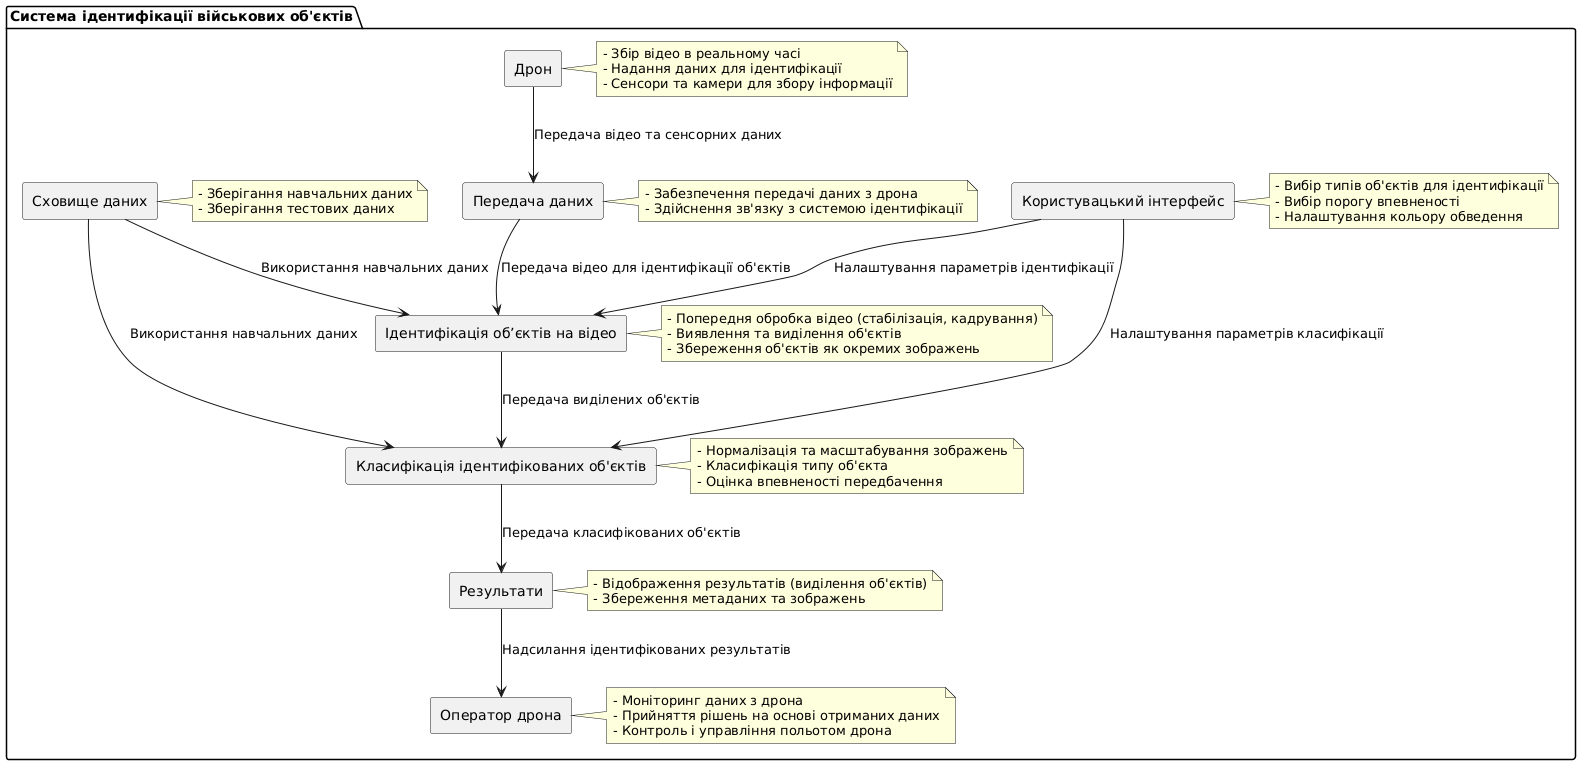 Система ідентифікації військових об'єктів
Дрон
- Збір відео в реальному часі
- Надання даних для ідентифікації
- Сенсори та камери для збору інформації
Передача відео та сенсорних даних
Сховище даних
- Зберігання навчальних даних
- Зберігання тестових даних
Передача даних
- Забезпечення передачі даних з дрона
- Здійснення зв'язку з системою ідентифікації
Користувацький інтерфейс
- Вибір типів об'єктів для ідентифікації
- Вибір порогу впевненості
- Налаштування кольору обведення
Використання навчальних даних
Передача відео для ідентифікації об'єктів
Налаштування параметрів ідентифікації
Використання навчальних даних
Ідентифікація об’єктів на відео
- Попередня обробка відео (стабілізація, кадрування)
- Виявлення та виділення об'єктів
- Збереження об'єктів як окремих зображень
Налаштування параметрів класифікації
Передача виділених об'єктів
Класифікація ідентифікованих об'єктів
- Нормалізація та масштабування зображень
- Класифікація типу об'єкта
- Оцінка впевненості передбачення
Передача класифікованих об'єктів
Результати
- Відображення результатів (виділення об'єктів)
- Збереження метаданих та зображень
Надсилання ідентифікованих результатів
Оператор дрона
- Моніторинг даних з дрона
- Прийняття рішень на основі отриманих даних
- Контроль і управління польотом дрона